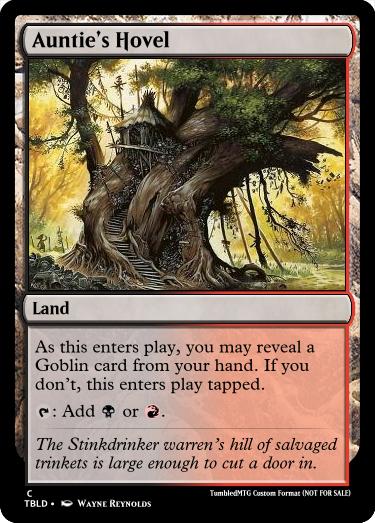 Auntie's Hovel
Land
As this enters play, you may reveal a
Goblin card from your hand. If you
don't, this enters play tapped.
: Add or .
The Stinkdrinker warren's hill of salvaged
trinkets is large enough to cut a door in.
C
TBLD • Wayne Reynolds
TumbledMTG Custom Format (NOT FOR SALE)